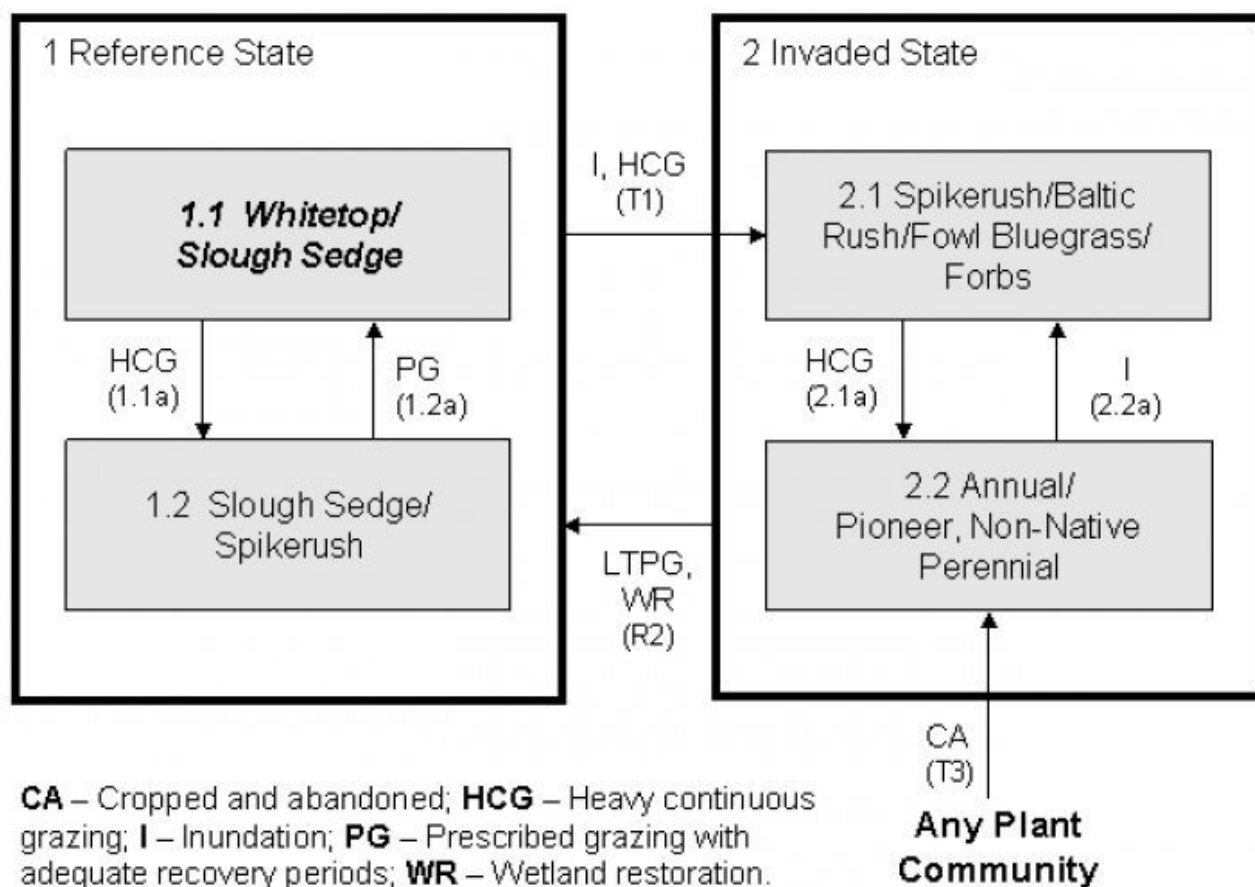 1 Reference State
2 Invaded State
1.1 Whitetop/
Slough Sedge
I, HCG
(T1)
2.1 Spikerush/Baltic
Rush/Fowl Bluegrass/
Forbs
HCG
(1.1a)
PG
(1.2a)
HCG
(2.1a)
I
(2.2a)
1.2 Slough Sedge/
Spikerush
2.2 Annual/
Pioneer, Non-Native
Perennial
LTPG,
WR
(R2)
CA
(T3)
Any Plant
Community
CA – Cropped and abandoned; HCG – Heavy continuous
grazing; I – Inundation; PG – Prescribed grazing with
adequate recovery periods; WR – Wetland restoration.